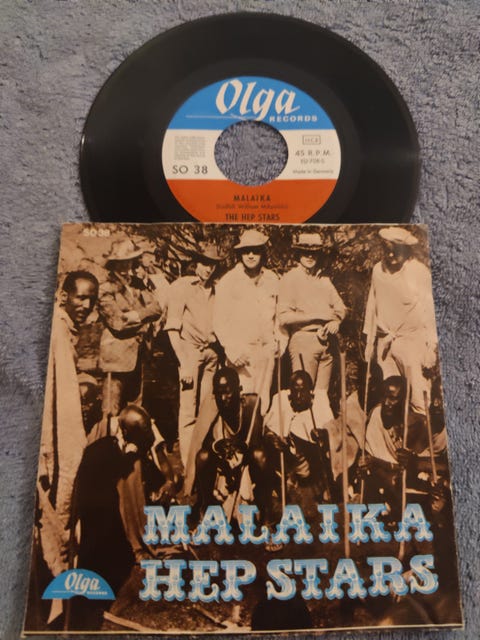 Olga
RECORDS
SO 38
45 R.P.M.
Made in Germany
MALAIKA
THE HEP STARS
SO 38
MALAIKA
HEP STARS
Olga
RECORDS